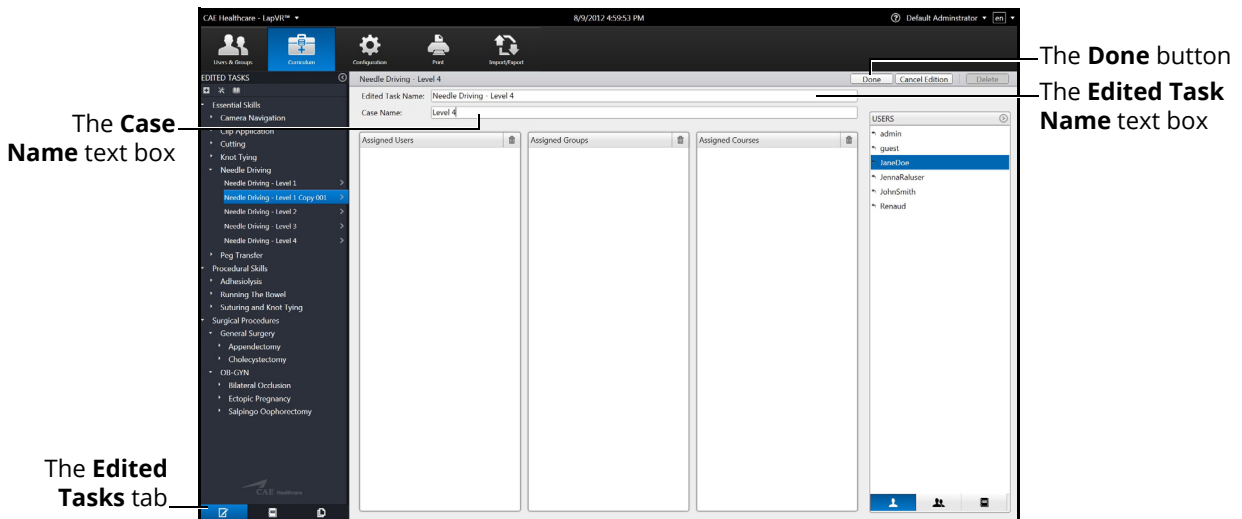 CAE Healthcare - LapVR™
8/9/2012 4:59:53 PM
Default Adminstrator
en
Users & Groups
Curriculum
Configuration
Print
Import/Export
The Done button
The Edited Task
Name text box
The Case
Name text box
The Edited
Tasks tab
EDITED TASKS
Essential Skills
Camera Navigation
Clip Application
Cutting
Knot Tying
Needle Driving
Needle Driving - Level 1
Needle Driving - Level 1 Copy 001
Needle Driving - Level 2
Needle Driving - Level 3
Needle Driving - Level 4
Peg Transfer
Procedural Skills
Adhesiolysis
Running The Bowel
Suturing and Knot Tying
Surgical Procedures
General Surgery
Appendectomy
Cholecystectomy
OB-GYN
Bilateral Occlusion
Ectopic Pregnancy
Salpingo Oophorectomy
CAE Healthcare
Needle Driving - Level 4
Done
Cancel Edition
Delete
Edited Task Name: Needle Driving - Level 4
Case Name: Level 4
Assigned Users
Assigned Groups
Assigned Courses
USERS
admin
guest
JaneDoe
JennaRaluser
JohnSmith
Renaud